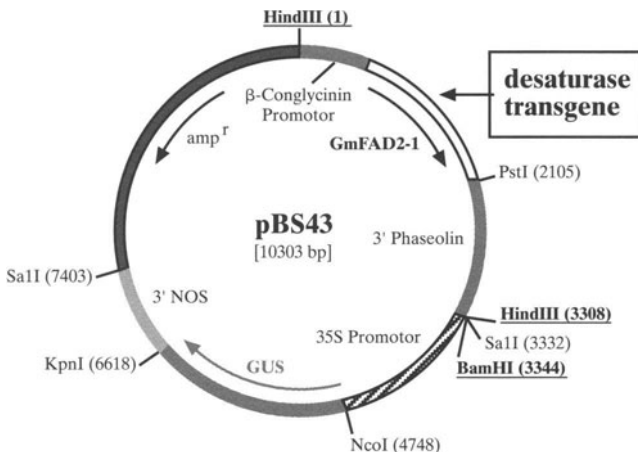 HindIII (1)
β-Conglycinin
Promotor
desaturase
transgene
amp r
GmFAD2-1
PstI (2105)
pBS43
[10303 bp]
3' Phaseolin
Sa1I (7403)
3' NOS
35S Promotor
HindIII (3308)
Sa1I (3332)
BamHI (3344)
KpnI (6618)
GUS
NcoI (4748)